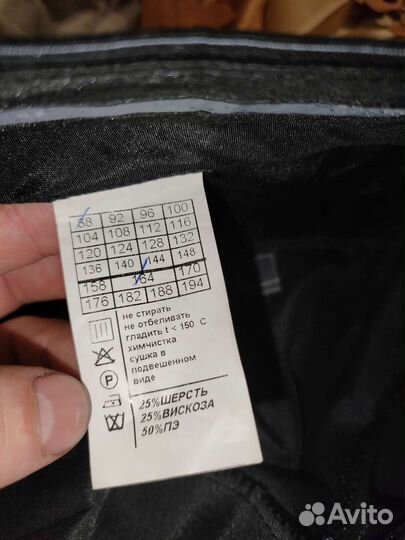 88 92 96 100
104 108 112 116
120 124 128 132
136 140 144 148
158 164 170
176 182 188 194
не стирать
не отбеливать
гладить t < 150 С
химчистка
сушка в
подвешенном
виде
P
25%ШЕРСТЬ
25%ВИСКОЗА
50%ПЭ
Avito